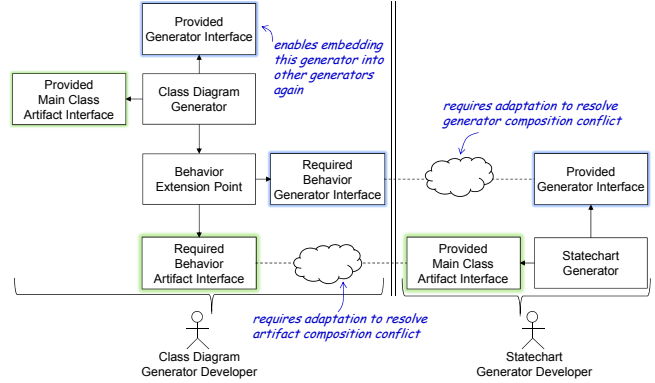 Provided
Generator Interface
enables embedding
this generator into
other generators
again
Provided
Main Class
Artifact Interface
Class Diagram
Generator
requires adaptation to resolve
generator composition conflict
Behavior
Extension Point
Required
Behavior
Generator Interface
Provided
Generator Interface
Required
Behavior
Artifact Interface
Provided
Main Class
Artifact Interface
Statechart
Generator
requires adaptation to resolve
artifact composition conflict
Class Diagram
Generator Developer
Statechart
Generator Developer